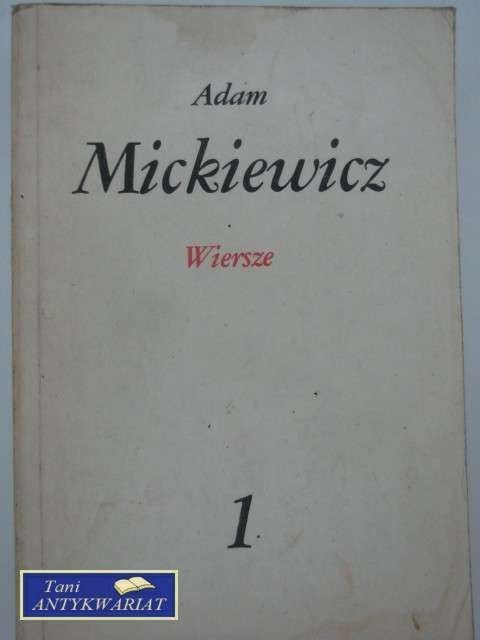 Adam
Mickiewicz
Wiersze
1
Tani
ANTYKWARIAT